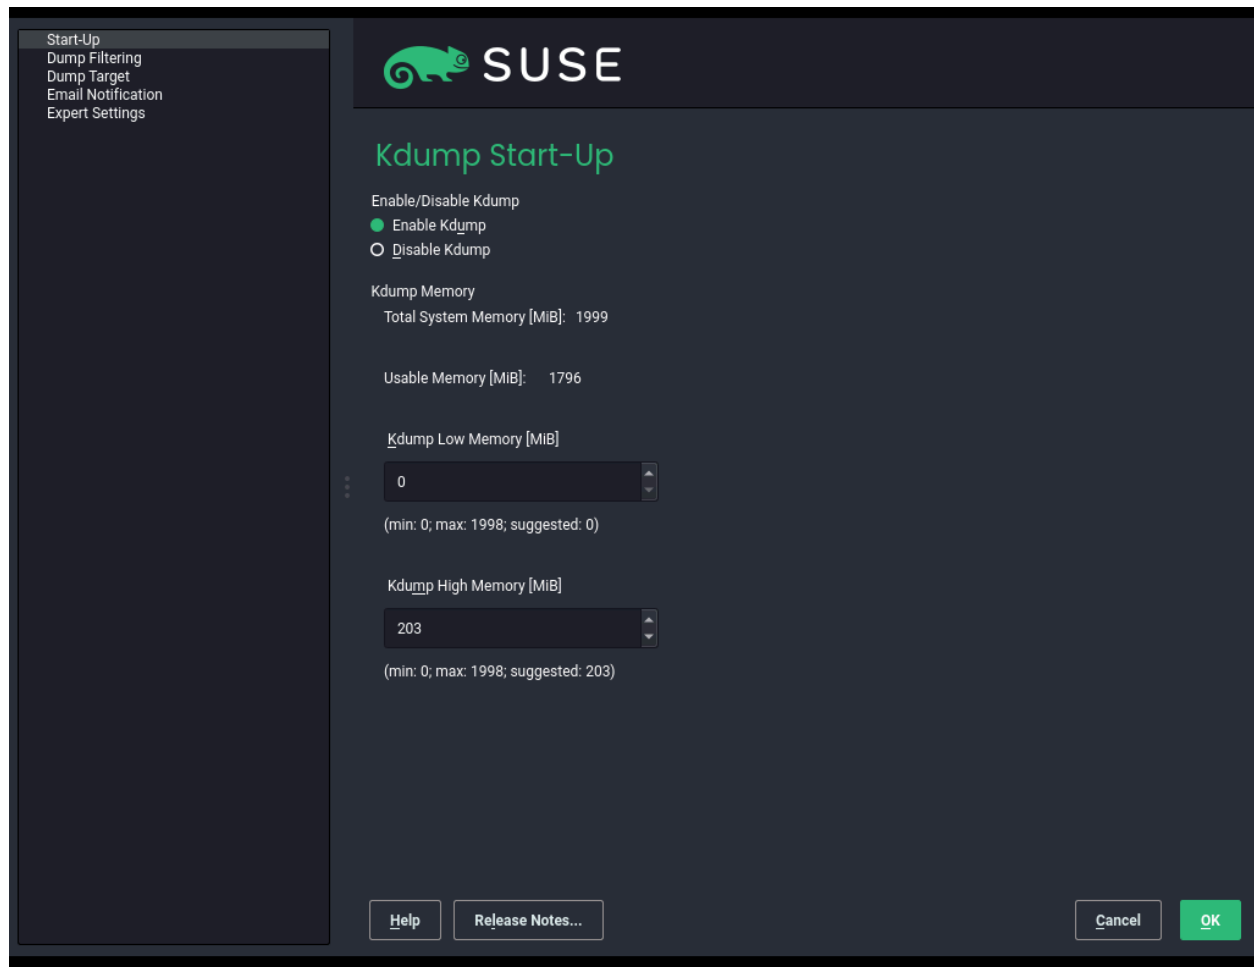 Start-Up
Dump Filtering
Dump Target
Email Notification
Expert Settings
SUSE
Kdump Start-Up
Enable/Disable Kdump
Enable Kdump
Disable Kdump
Kdump Memory
Total System Memory [MiB]: 1999
Usable Memory [MiB]: 1796
Kdump Low Memory [MiB]
0
(min: 0; max: 1998; suggested: 0)
Kdump High Memory [MiB]
203
(min: 0; max: 1998; suggested: 203)
Help Release Notes... Cancel OK